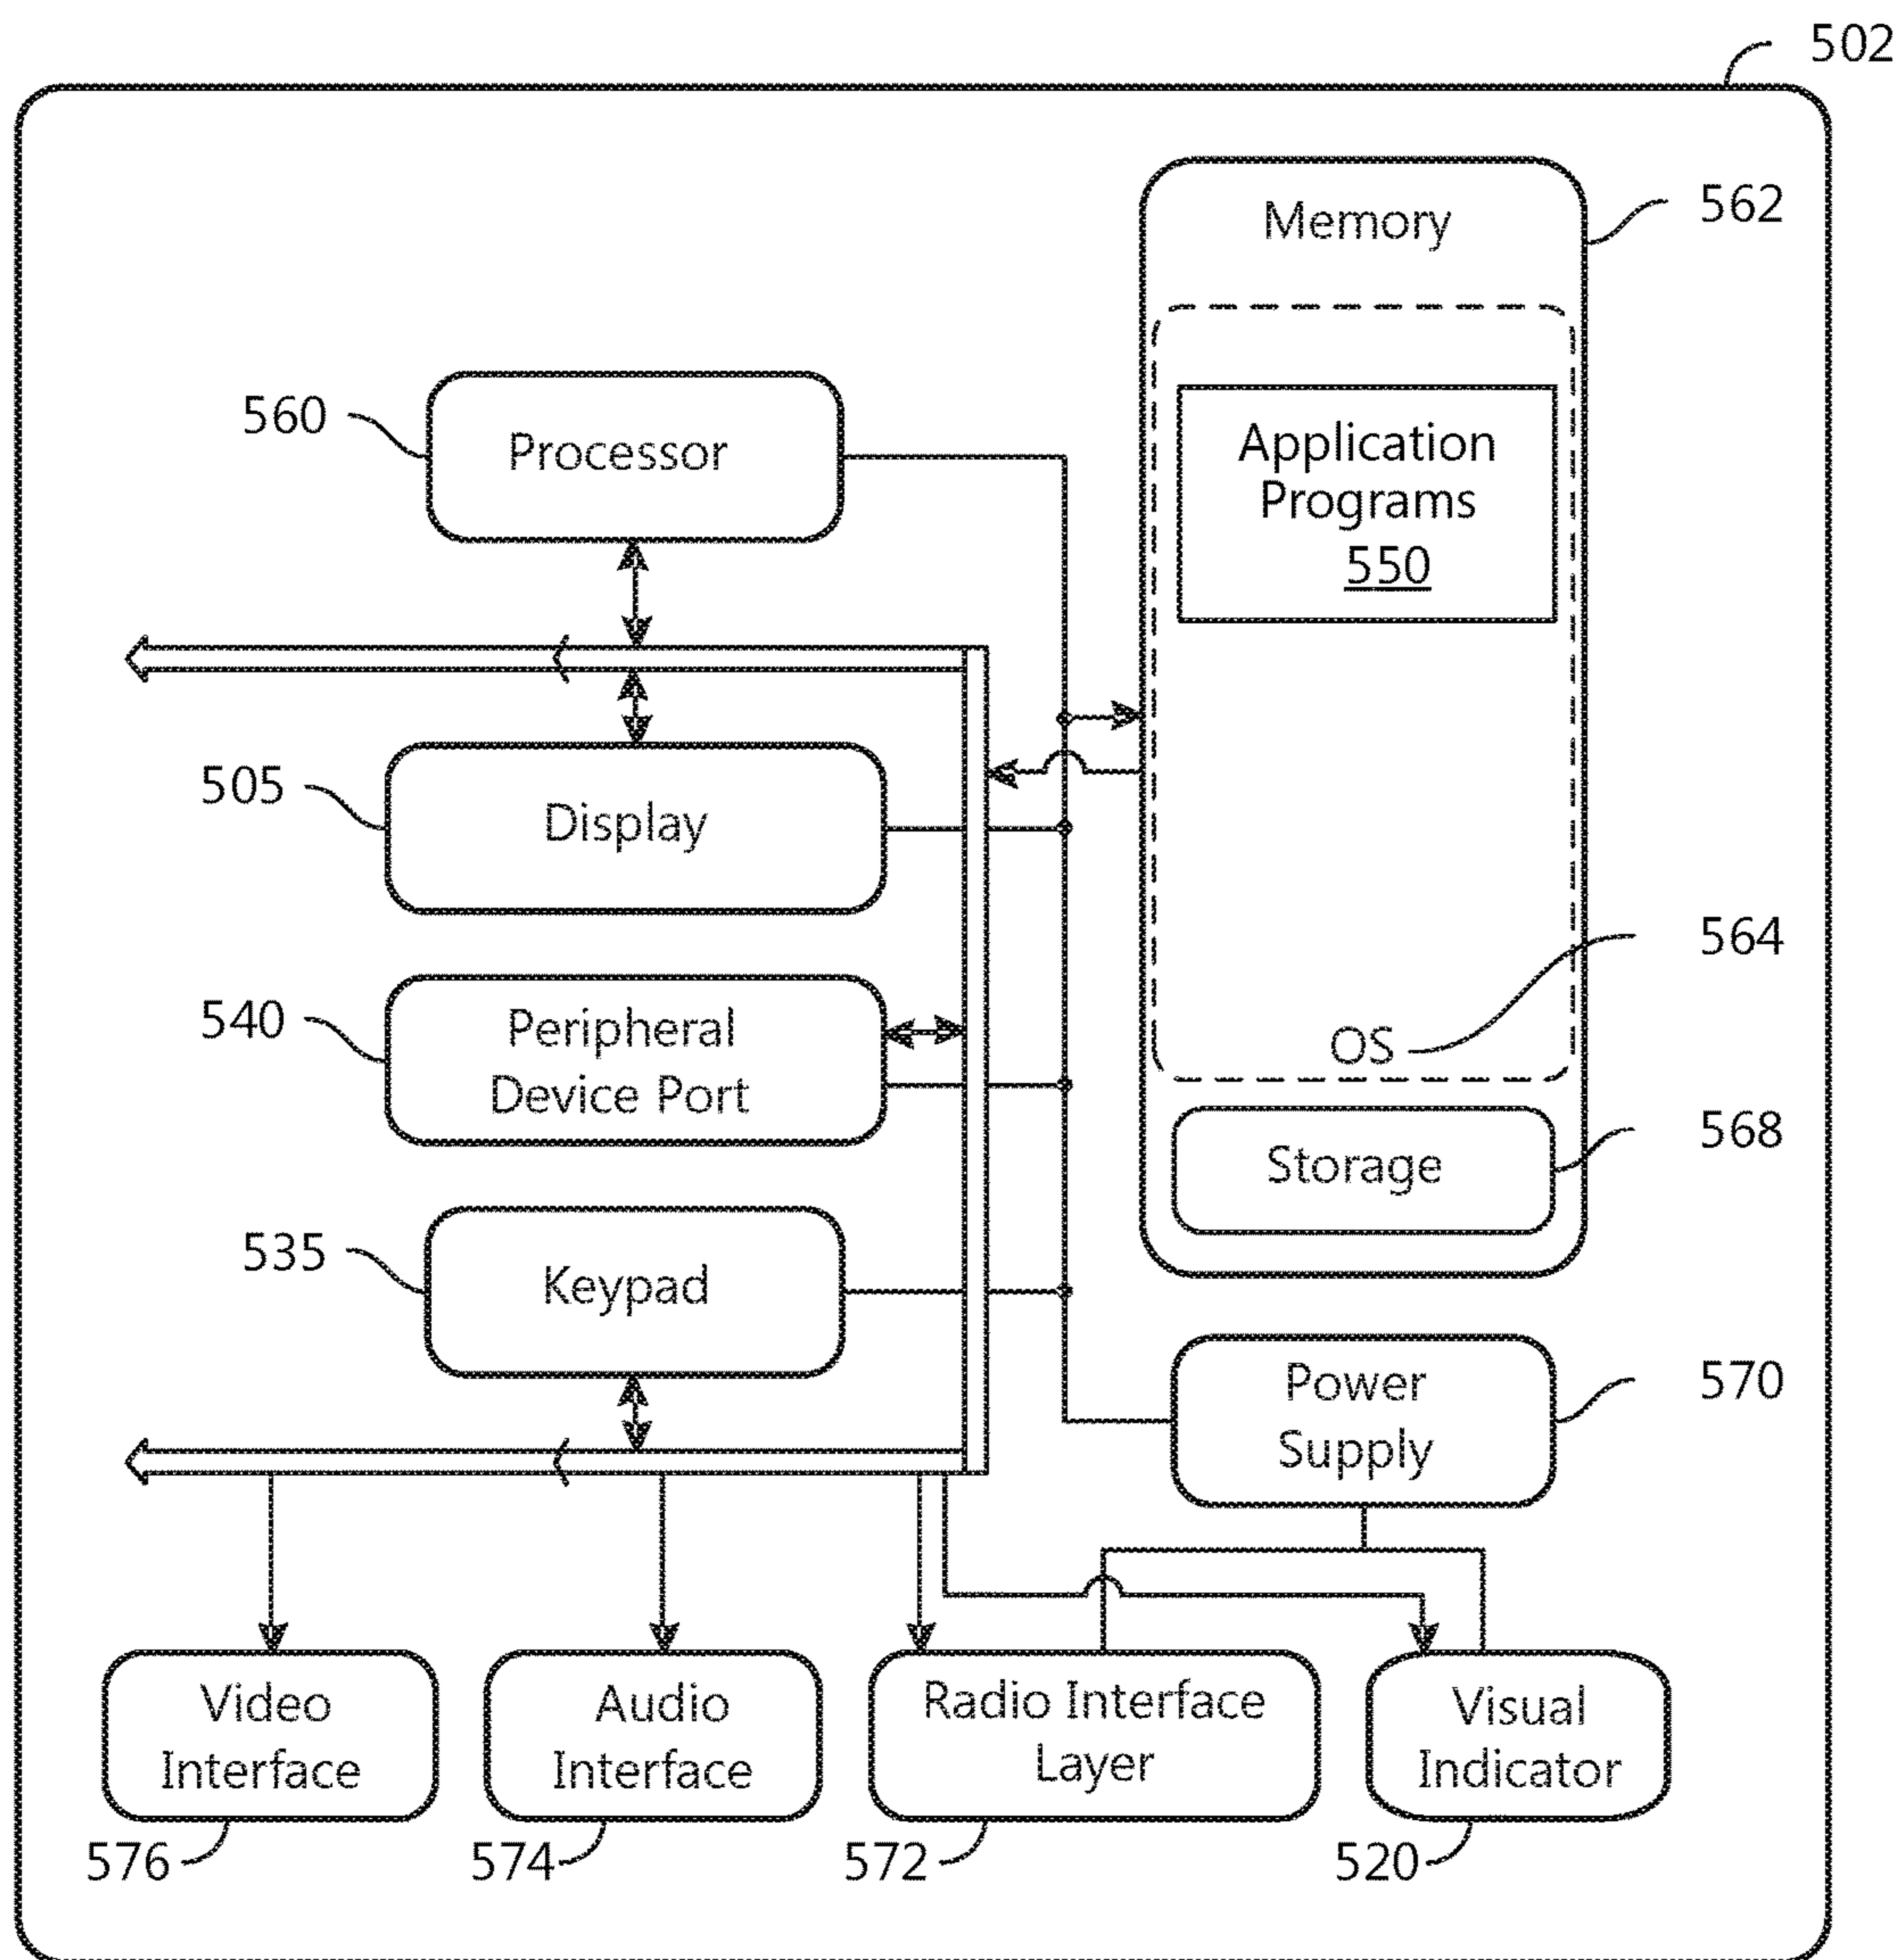 502
Memory
562
560
Processor
Application
Programs
550
505
Display
564
540
Peripheral
Device Port
OS
568
Storage
535
Keypad
570
Power
Supply
Video
Interface
Audio
Interface
Radio Interface
Layer
Visual
Indicator
576
574
572
520